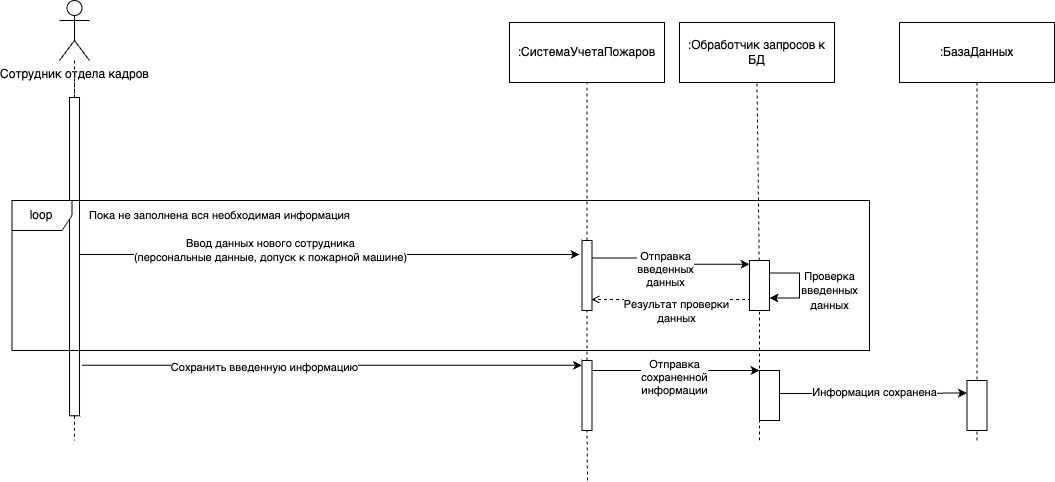 Сотрудник отдела кадров
:СистемаУчетаПожаров
:Обработчик запросов к
БД
:БазаДанных
loop
Пока не заполнена вся необходимая информация
Ввод данных нового сотрудника
(персональные данные, допуск к пожарной машине)
Отправка
введенных
данных
Проверка
введенных
данных
Результат проверки
данных
Сохранить введенную информацию
Отправка
сохраненной
информации
Информация сохранена